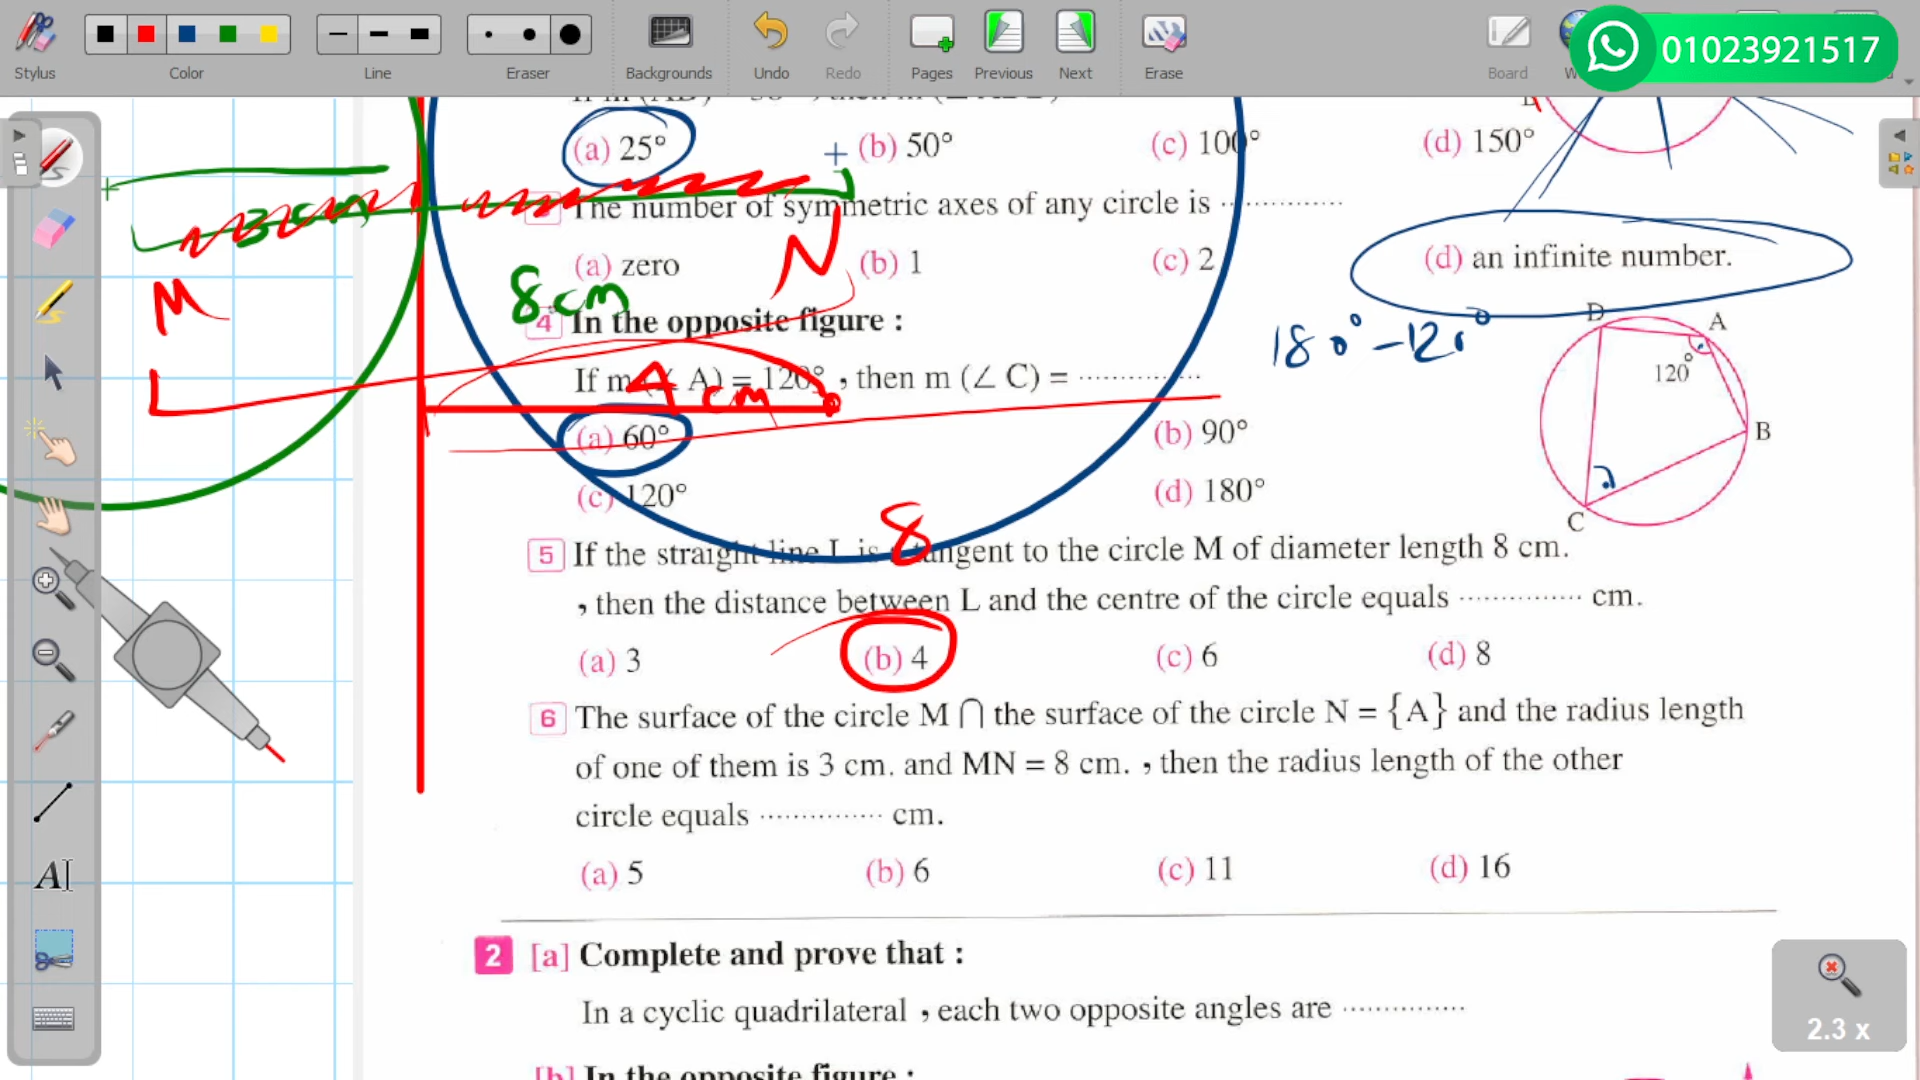 Stylus
Color
Line
Eraser
Backgrounds
Undo
Redo
Pages
Previous
Next
Erase
Board
01023921517
(a) 25° (b) 50° (c) 100° (d) 150°
The number of symmetric axes of any circle is ..............
(a) zero (b) 1 (c) 2 (d) an infinite number.
3 cm
M
N
8 cm
180° - 120°
4 In the opposite figure :
If m (∠ A) = 120° , then m (∠ C) = ..............
4 cm
(a) 60° (b) 90°
(c) 120° (d) 180°
D
A
120°
B
C
8
5 If the straight line L is a tangent to the circle M of diameter length 8 cm.
, then the distance between L and the centre of the circle equals .............. cm.
(a) 3 (b) 4 (c) 6 (d) 8
6 The surface of the circle M ∩ the surface of the circle N = {A} and the radius length
of one of them is 3 cm. and MN = 8 cm. , then the radius length of the other
circle equals .............. cm.
(a) 5 (b) 6 (c) 11 (d) 16
2 [a] Complete and prove that :
In a cyclic quadrilateral , each two opposite angles are ..............
[b] In the opposite figure :
2.3 x